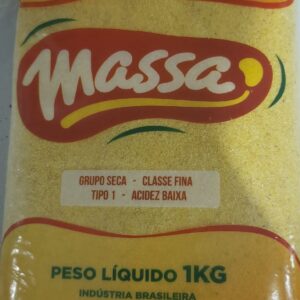 Massa
GRUPO SECA - CLASSE FINA
TIPO 1 - ACIDEZ BAIXA
PESO LÍQUIDO 1KG
INDÚSTRIA BRASILEIRA